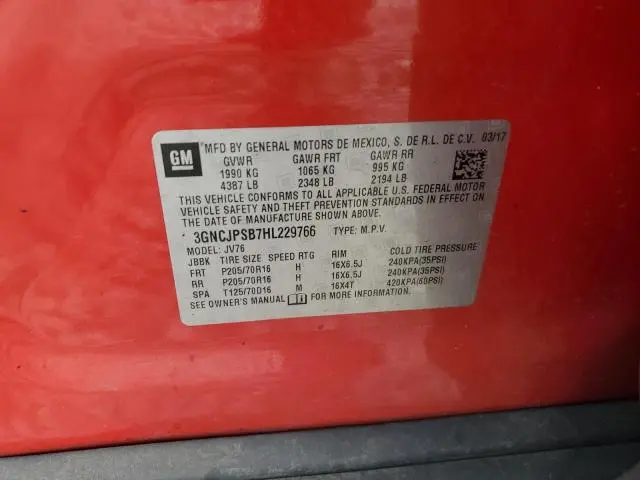 GM
MFD BY GENERAL MOTORS DE MEXICO, S. DE R.L. DE C.V. 03/17
GVWR GAWR FRT GAWR RR
1990 KG 1065 KG 995 KG
4387 LB 2348 LB 2194 LB
THIS VEHICLE CONFORMS TO ALL APPLICABLE U.S. FEDERAL MOTOR
VEHICLE SAFETY, BUMPER, AND THEFT PREVENTION STANDARDS IN
EFFECT ON THE DATE OF MANUFACTURE SHOWN ABOVE.
3GNCJPSB7HL229766 TYPE: M.P.V.
MODEL: JV76
JBBK TIRE SIZE SPEED RTG RIM COLD TIRE PRESSURE
FRT P205/70R16 H 16X6.5J 240KPA(35PSI)
RR P205/70R16 H 16X6.5J 240KPA(35PSI)
SPA T125/70D16 M 16X4T 420KPA(60PSI)
SEE OWNER'S MANUAL FOR MORE INFORMATION.